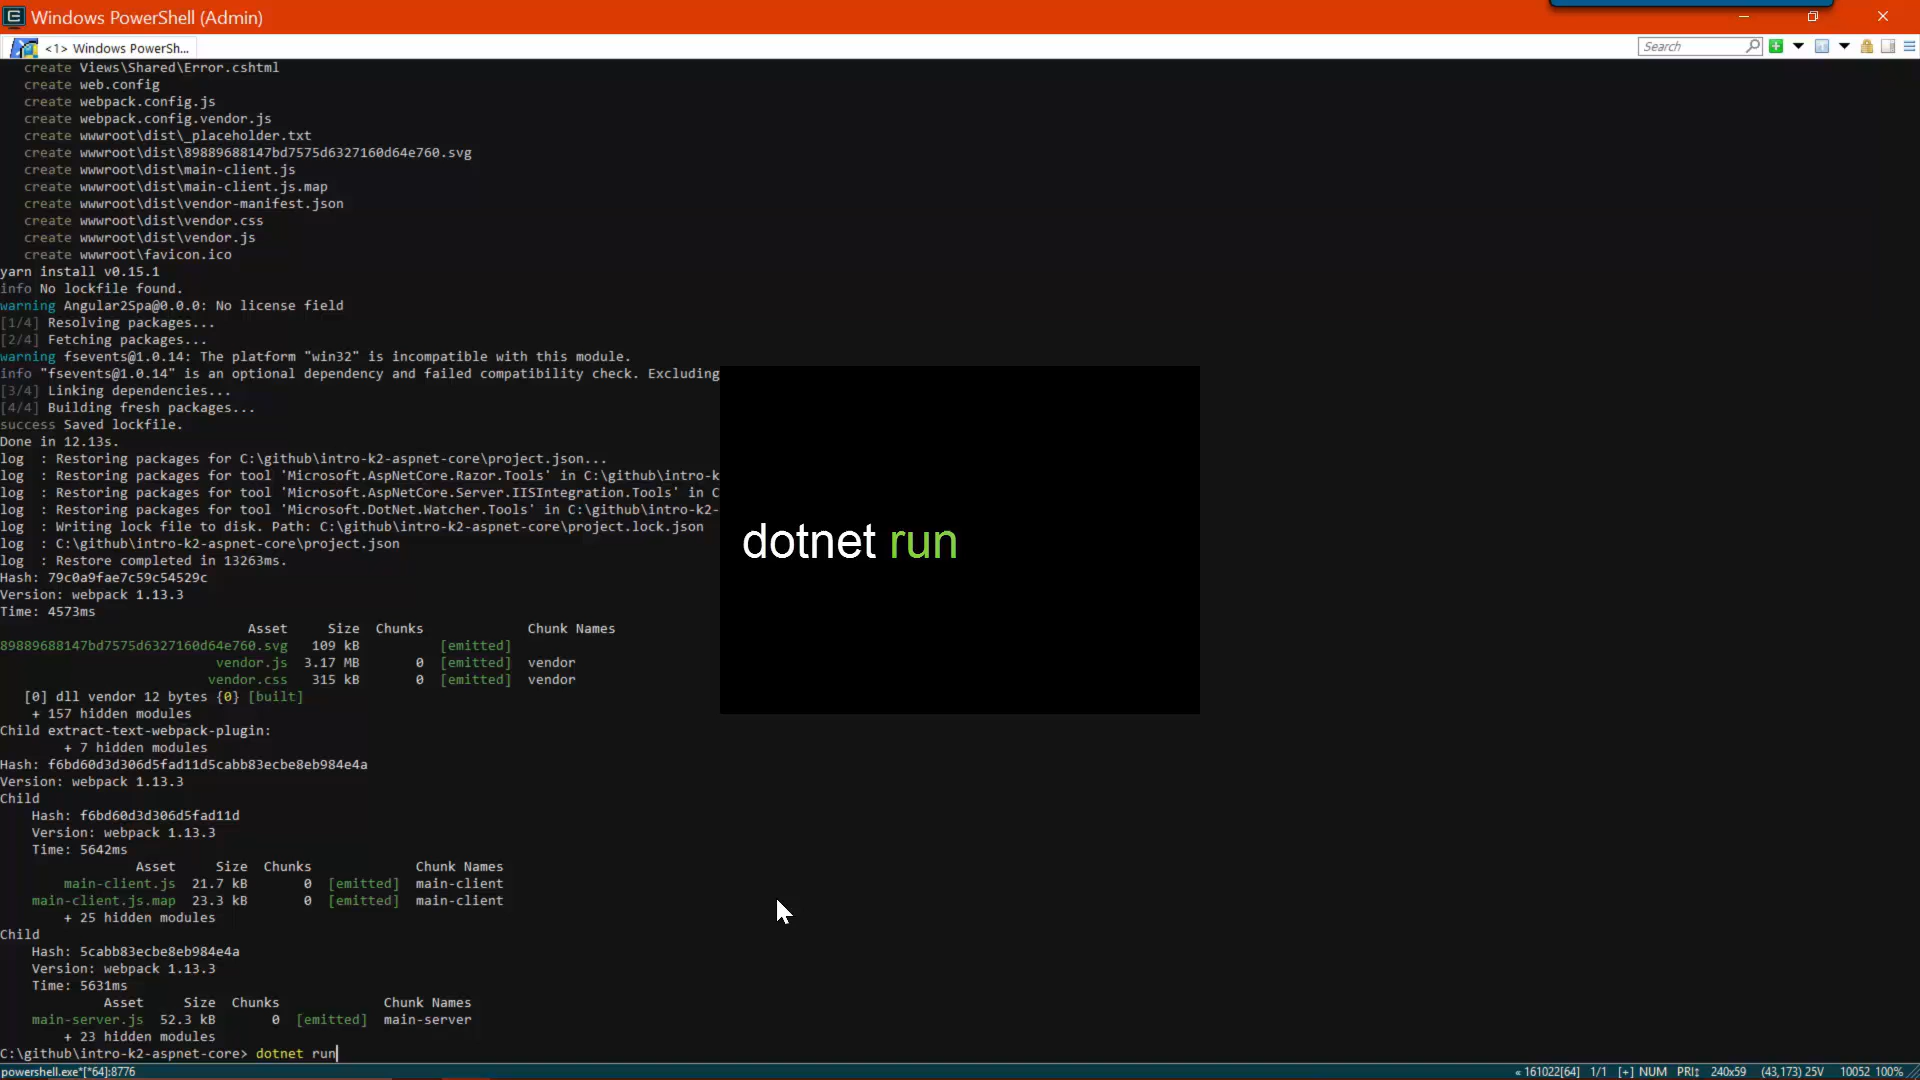 Windows PowerShell (Admin)
<1> Windows PowerSh...
Search
create Views\Shared\Error.cshtml
create web.config
create webpack.config.js
create webpack.config.vendor.js
create wwwroot\dist\_placeholder.txt
create wwwroot\dist\89889688147bd7575d6327160d64e760.svg
create wwwroot\dist\main-client.js
create wwwroot\dist\main-client.js.map
create wwwroot\dist\vendor-manifest.json
create wwwroot\dist\vendor.css
create wwwroot\dist\vendor.js
create wwwroot\favicon.ico
yarn install v0.15.1
info No lockfile found.
warning Angular2Spa@0.0.0: No license field
[1/4] Resolving packages...
[2/4] Fetching packages...
warning fsevents@1.0.14: The platform "win32" is incompatible with this module.
info "fsevents@1.0.14" is an optional dependency and failed compatibility check. Excluding
[3/4] Linking dependencies...
[4/4] Building fresh packages...
success Saved lockfile.
Done in 12.13s.
log : Restoring packages for C:\github\intro-k2-aspnet-core\project.json...
log : Restoring packages for tool 'Microsoft.AspNetCore.Razor.Tools' in C:\github\intro-k
log : Restoring packages for tool 'Microsoft.AspNetCore.Server.IISIntegration.Tools' in C
log : Restoring packages for tool 'Microsoft.DotNet.Watcher.Tools' in C:\github\intro-k2-
log : Writing lock file to disk. Path: C:\github\intro-k2-aspnet-core\project.lock.json
log : C:\github\intro-k2-aspnet-core\project.json
log : Restore completed in 13263ms.
Hash: 79c0a9fae7c59c54529c
Version: webpack 1.13.3
Time: 4573ms
Asset Size Chunks Chunk Names
89889688147bd7575d6327160d64e760.svg 109 kB [emitted]
vendor.js 3.17 MB 0 [emitted] vendor
vendor.css 315 kB 0 [emitted] vendor
[0] dll vendor 12 bytes {0} [built]
+ 157 hidden modules
Child extract-text-webpack-plugin:
+ 7 hidden modules
Hash: f6bd60d3d306d5fad11d5cabb83ecbe8eb984e4a
Version: webpack 1.13.3
Child
Hash: f6bd60d3d306d5fad11d
Version: webpack 1.13.3
Time: 5642ms
Asset Size Chunks Chunk Names
main-client.js 21.7 kB 0 [emitted] main-client
main-client.js.map 23.3 kB 0 [emitted] main-client
+ 25 hidden modules
Child
Hash: 5cabb83ecbe8eb984e4a
Version: webpack 1.13.3
Time: 5631ms
Asset Size Chunks Chunk Names
main-server.js 52.3 kB 0 [emitted] main-server
+ 23 hidden modules
C:\github\intro-k2-aspnet-core> dotnet run
dotnet run
powershell.exe*[*64]:8776
« 161022[64] 1/1 [+] NUM PRI↕ 240x59 (43,173) 25V 10052 100%